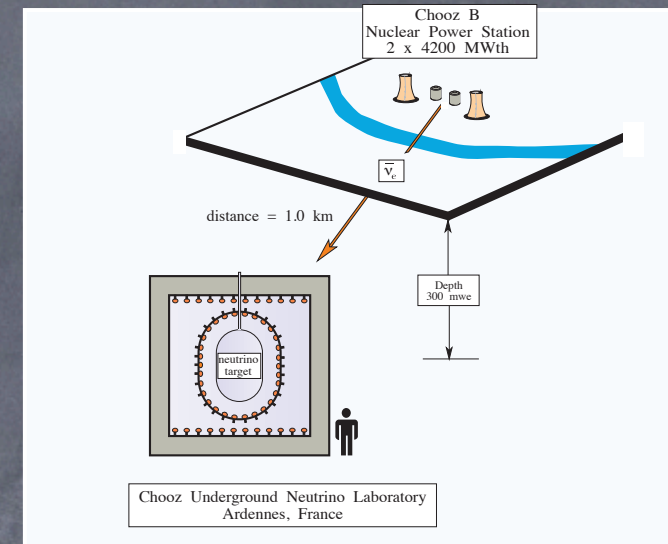 Chooz B
Nuclear Power Station
2 x 4200 MWth
ν̅ₑ
distance = 1.0 km
Depth
300 mwe
neutrino
target
Chooz Underground Neutrino Laboratory
Ardennes, France